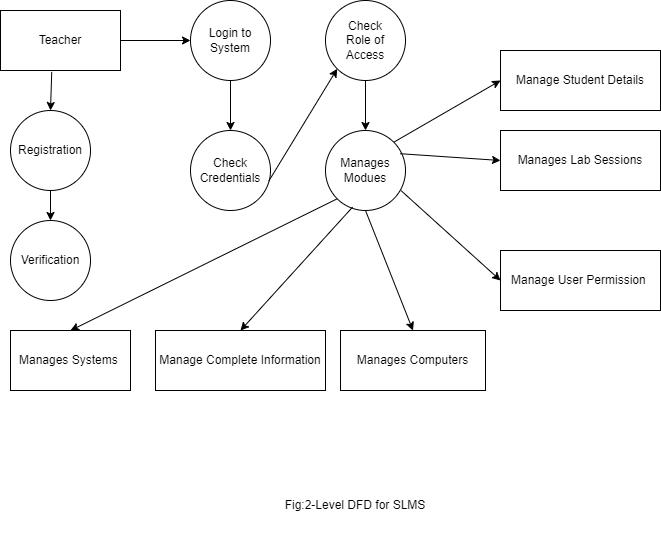 Teacher
Login to
System
Check
Role of
Access
Manage Student Details
Registration
Check
Credentials
Manages
Modues
Manages Lab Sessions
Verification
Manage User Permission
Manages Systems
Manage Complete Information
Manages Computers
Fig:2-Level DFD for SLMS